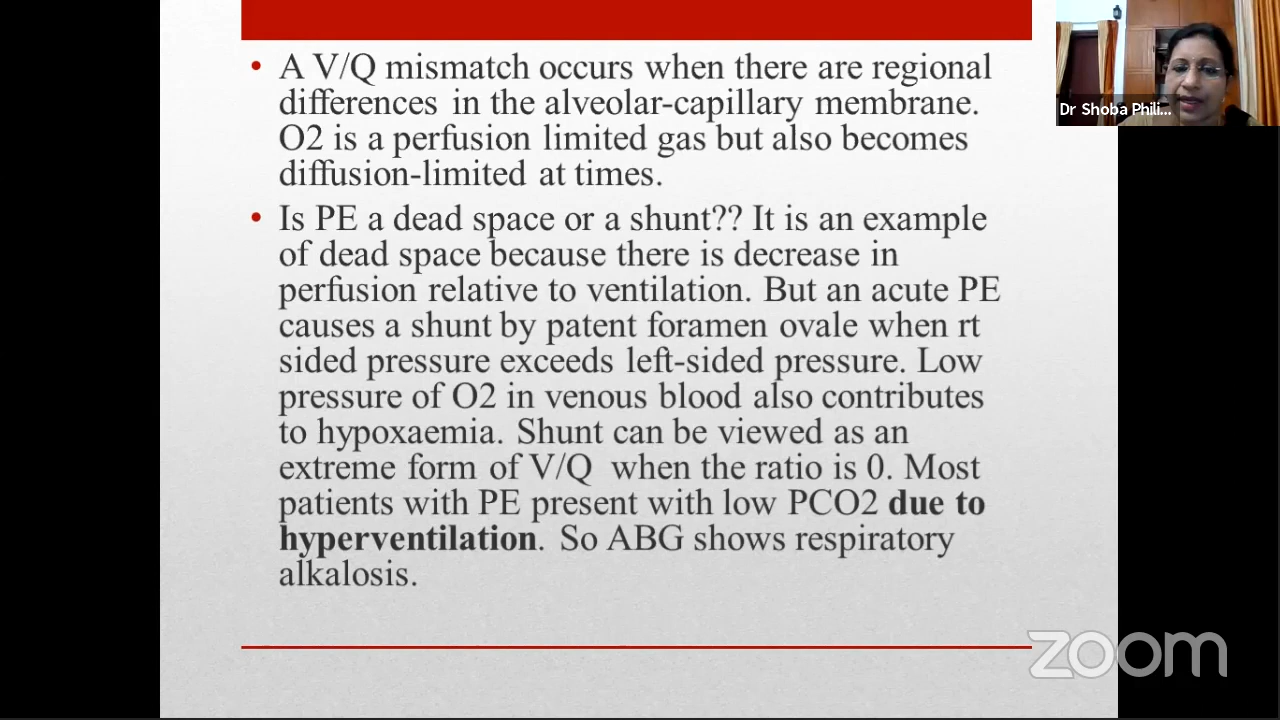 • A V/Q mismatch occurs when there are regional
differences in the alveolar-capillary membrane.
O2 is a perfusion limited gas but also becomes
diffusion-limited at times.
• Is PE a dead space or a shunt?? It is an example
of dead space because there is decrease in
perfusion relative to ventilation. But an acute PE
causes a shunt by patent foramen ovale when rt
sided pressure exceeds left-sided pressure. Low
pressure of O2 in venous blood also contributes
to hypoxaemia. Shunt can be viewed as an
extreme form of V/Q when the ratio is 0. Most
patients with PE present with low PCO2 due to
hyperventilation. So ABG shows respiratory
alkalosis.
Dr Shoba Phili...
zoom